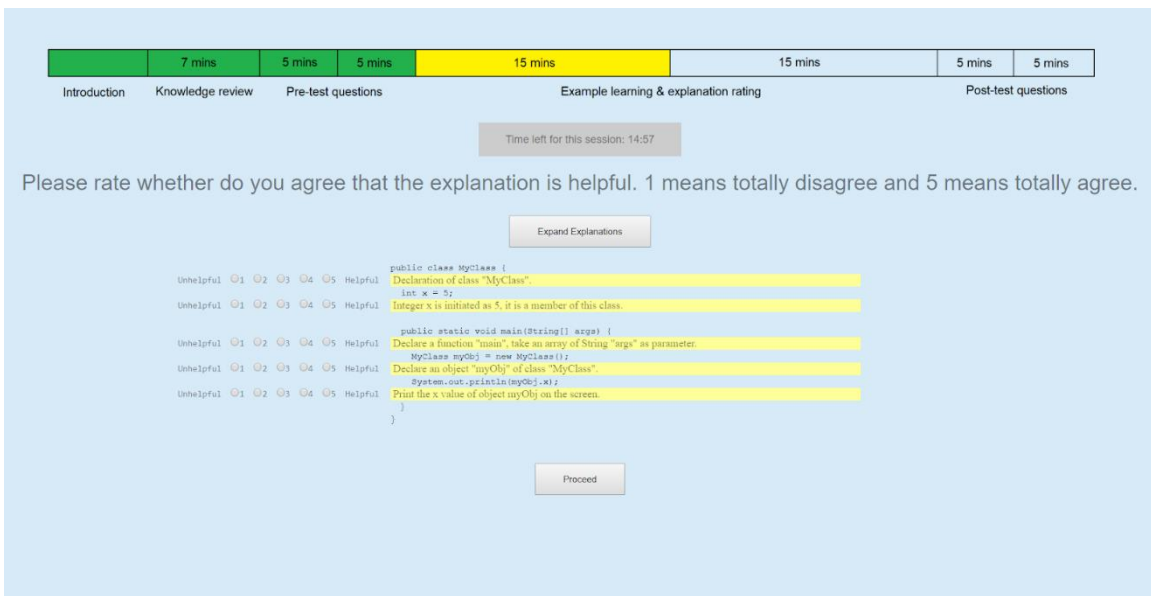 7 mins 5 mins 5 mins 15 mins 15 mins 5 mins 5 mins
Introduction Knowledge review Pre-test questions Example learning & explanation rating Post-test questions
Time left for this session: 14:57
Please rate whether do you agree that the explanation is helpful. 1 means totally disagree and 5 means totally agree.
Expand Explanations
public class MyClass {
Unhelpful 1 2 3 4 5 Helpful Declaration of class "MyClass".
int x = 5;
Unhelpful 1 2 3 4 5 Helpful Integer x is initiated as 5, it is a member of this class.
public static void main(String[] args) {
Unhelpful 1 2 3 4 5 Helpful Declare a function "main", take an array of String "args" as parameter.
MyClass myObj = new MyClass();
Unhelpful 1 2 3 4 5 Helpful Declare an object "myObj" of class "MyClass".
System.out.println(myObj.x);
Unhelpful 1 2 3 4 5 Helpful Print the x value of object myObj on the screen.
}
}
Proceed